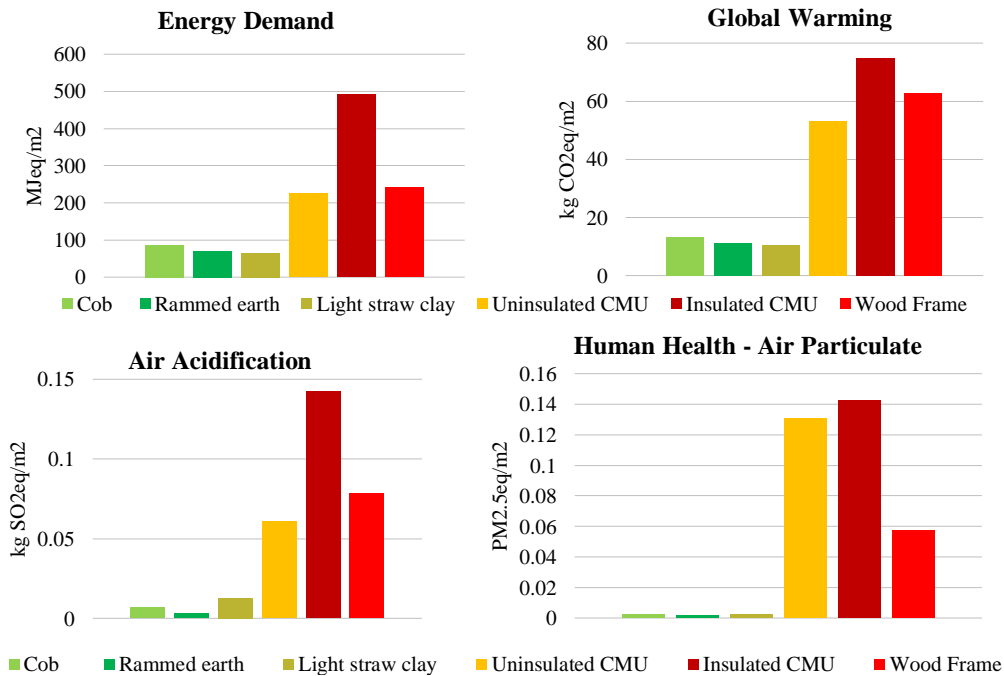 Energy Demand
600
500
400
300
200
100
0
MJeq/m2
Global Warming
80
60
40
20
0
kg CO2eq/m2
Cob Rammed earth Light straw clay Uninsulated CMU Insulated CMU Wood Frame
Air Acidification
0.15
0.1
0.05
0
kg SO2eq/m2
Human Health - Air Particulate
0.16
0.14
0.12
0.1
0.08
0.06
0.04
0.02
0
PM2.5eq/m2
Cob Rammed earth Light straw clay Uninsulated CMU Insulated CMU Wood Frame